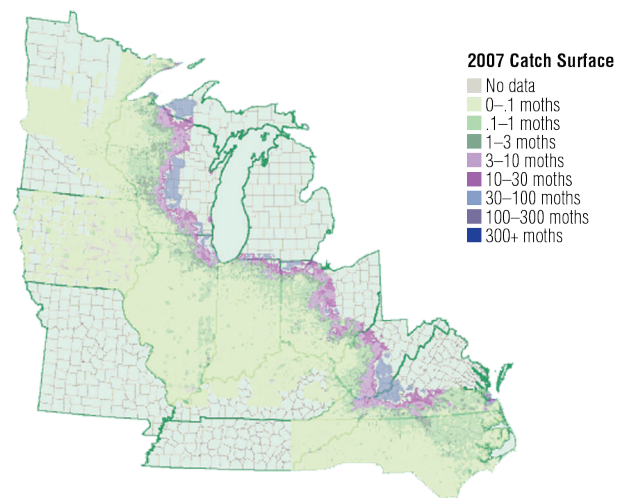 2007 Catch Surface
No data
0–.1 moths
.1–1 moths
1–3 moths
3–10 moths
10–30 moths
30–100 moths
100–300 moths
300+ moths